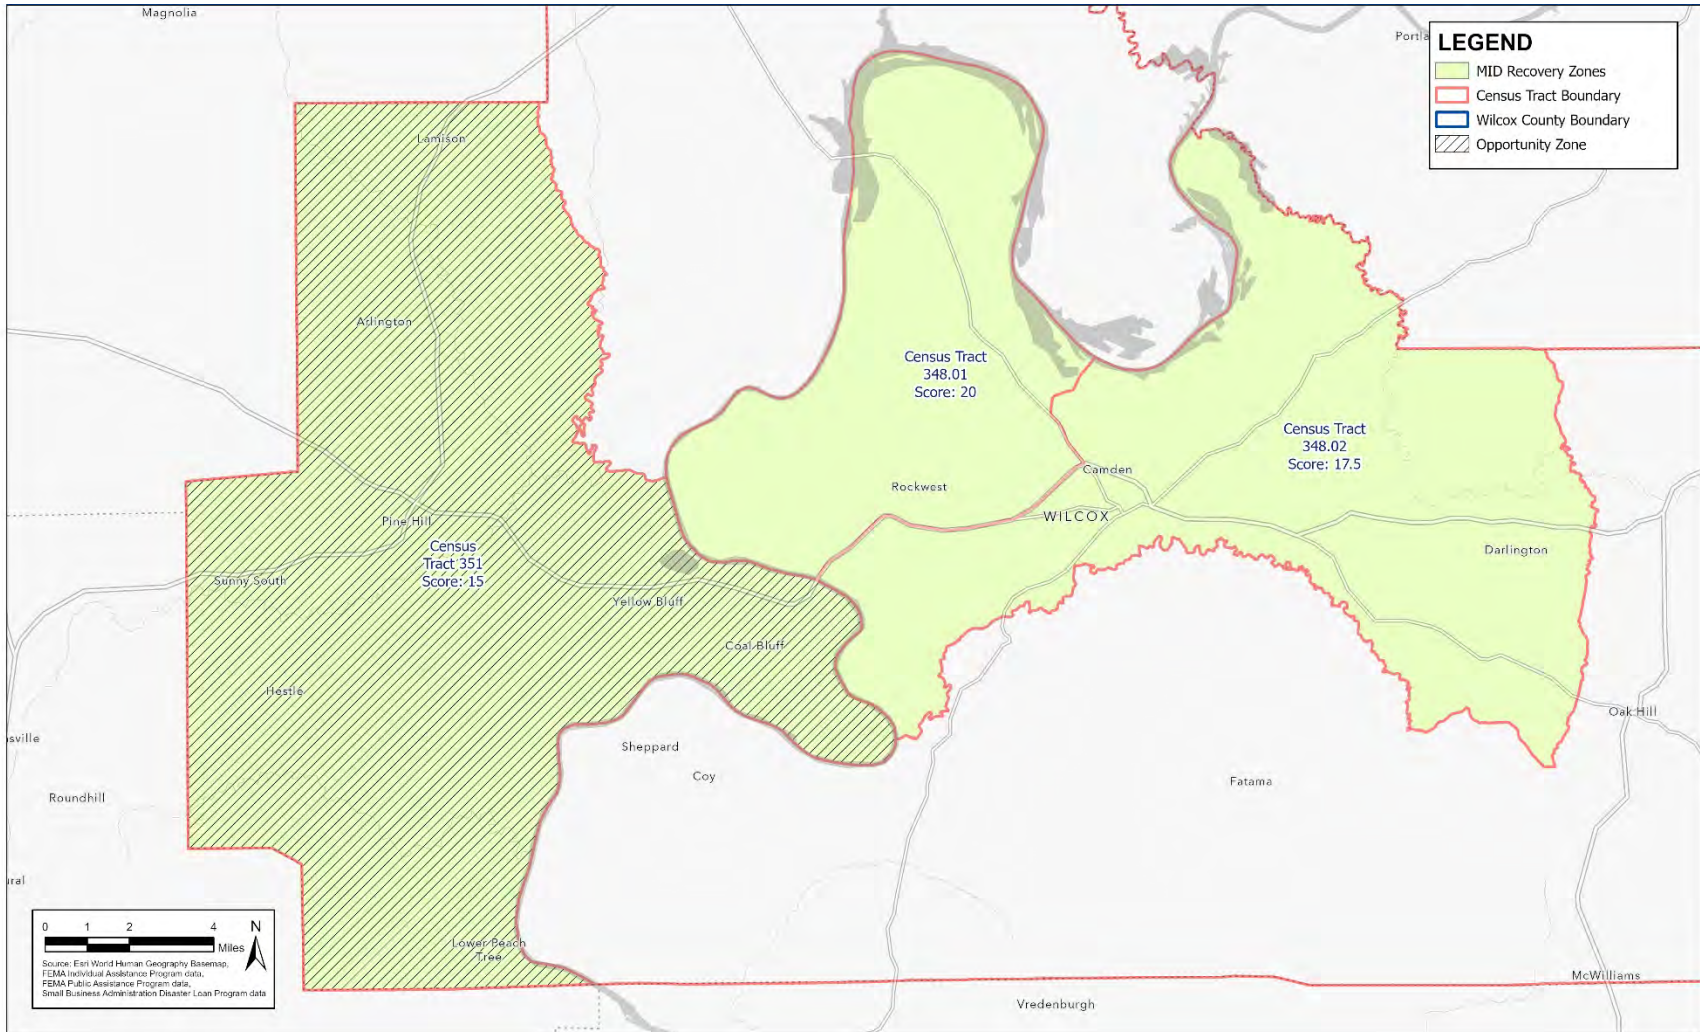 Magnolia
Portla
LEGEND
MID Recovery Zones
Census Tract Boundary
Wilcox County Boundary
Opportunity Zone
Lamison
Arlington
Census Tract
348.01
Score: 20
Census Tract
348.02
Score: 17.5
Camden
Rockwest
WILCOX
Pine Hill
Darlington
Census
Tract 351
Score: 15
Sunny South
Yellow Bluff
Coal Bluff
Hestle
Oak Hill
sville
Sheppard
Coy
Fatama
Roundhill
ural
0 1 2 4
Miles
N
Source: Esri World Human Geography Basemap,
FEMA Individual Assistance Program data,
FEMA Public Assistance Program data,
Small Business Administration Disaster Loan Program data
Lower Peach
Tree
McWilliams
Vredenburgh